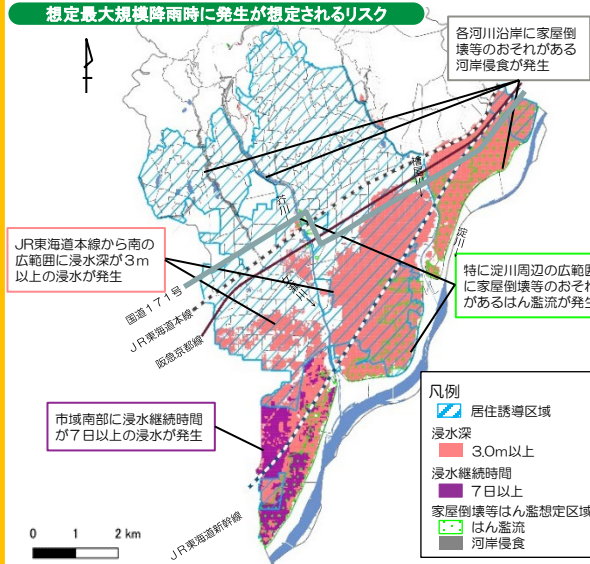 想定最大規模降雨時に発生が想定されるリスク
各河川沿岸に家屋倒
壊等のおそれがある
河岸侵食が発生
JR東海道本線から南の
広範囲に浸水深が3m
以上の浸水が発生
国道171号
JR東海道本線
阪急京都線
芥川
檜尾川
特に淀川周辺の広範囲
に家屋倒壊等のおそれ
があるはん濫流が発生
市域南部に浸水継続時間
が7日以上の浸水が発生
JR東海道新幹線
凡例
居住誘導区域
浸水深
3.0m以上
浸水継続時間
7日以上
家屋倒壊等はん濫想定区域
はん濫流
河岸侵食
0 1 2 km